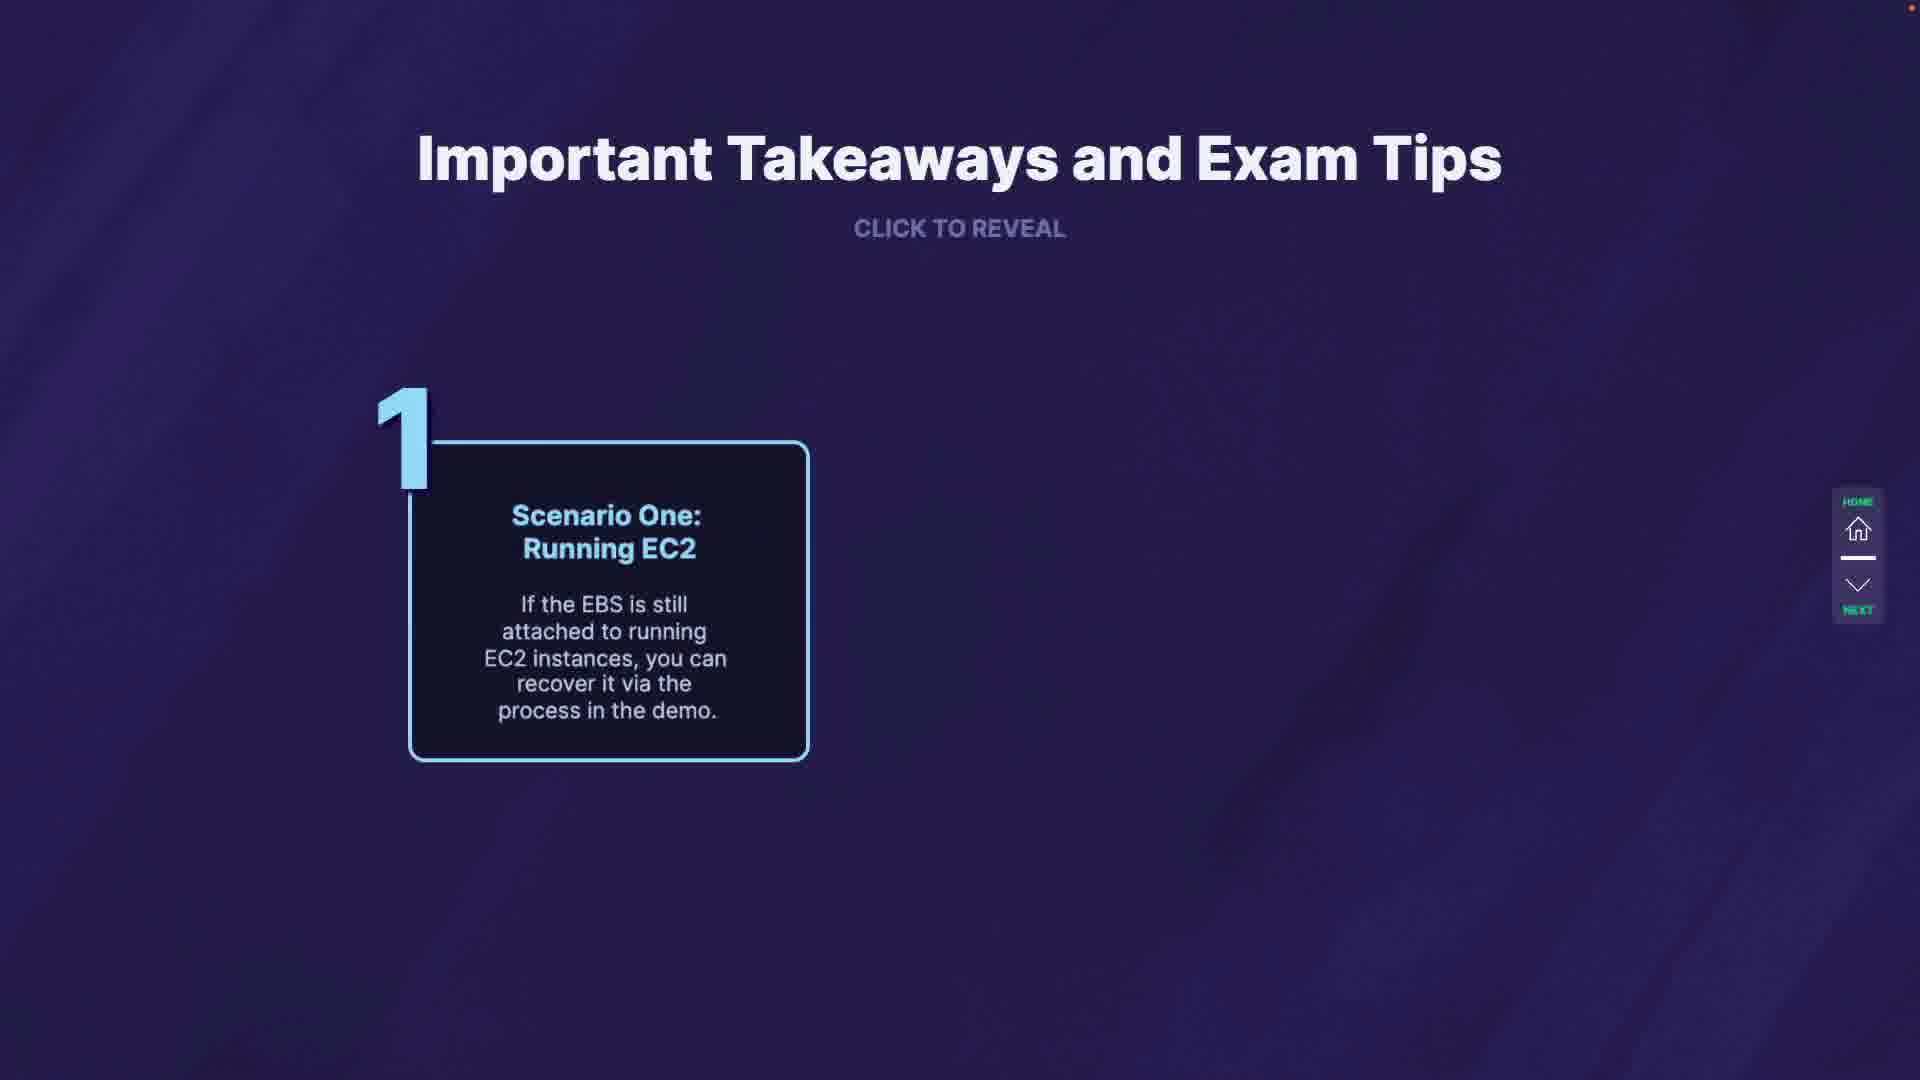 Important Takeaways and Exam Tips
CLICK TO REVEAL
1
Scenario One:
Running EC2
If the EBS is still
attached to running
EC2 instances, you can
recover it via the
process in the demo.
HOME
NEXT